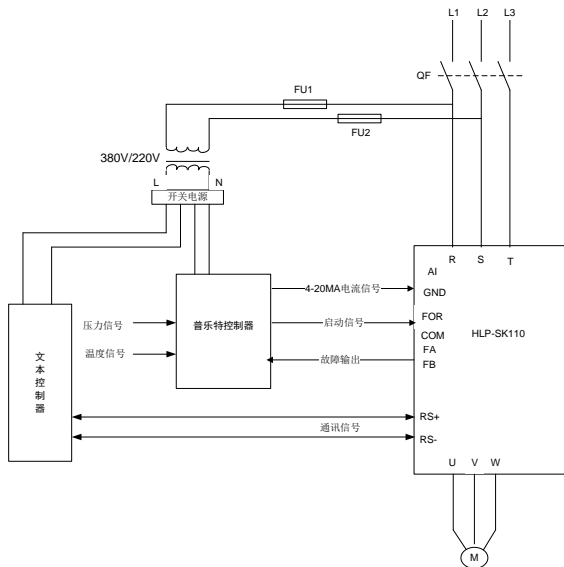 L1 L2 L3
QF
FU1
FU2
380V/220V
L N
开关电源
R S T
AI
GND
4-20MA电流信号
普乐特控制器
压力信号
启动信号
FOR
HLP-SK110
COM
温度信号
故障输出
FA
FB
文本控制器
RS+
通讯信号
RS-
U V W
M